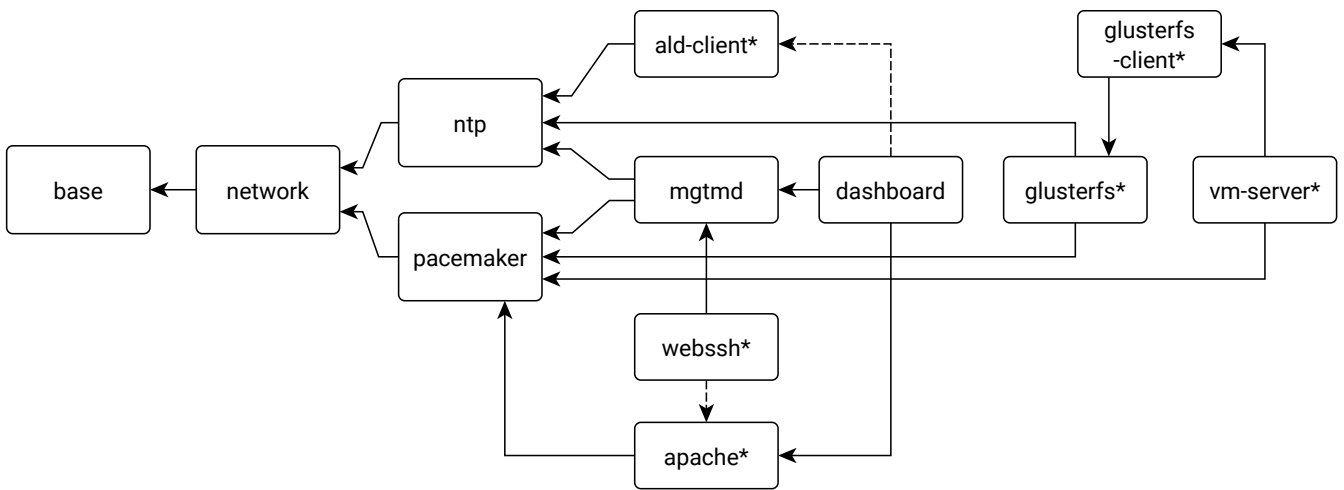 ald-client*
glusterfs
-client*
ntp
base
network
mgtmd
dashboard
glusterfs*
vm-server*
pacemaker
webssh*
apache*